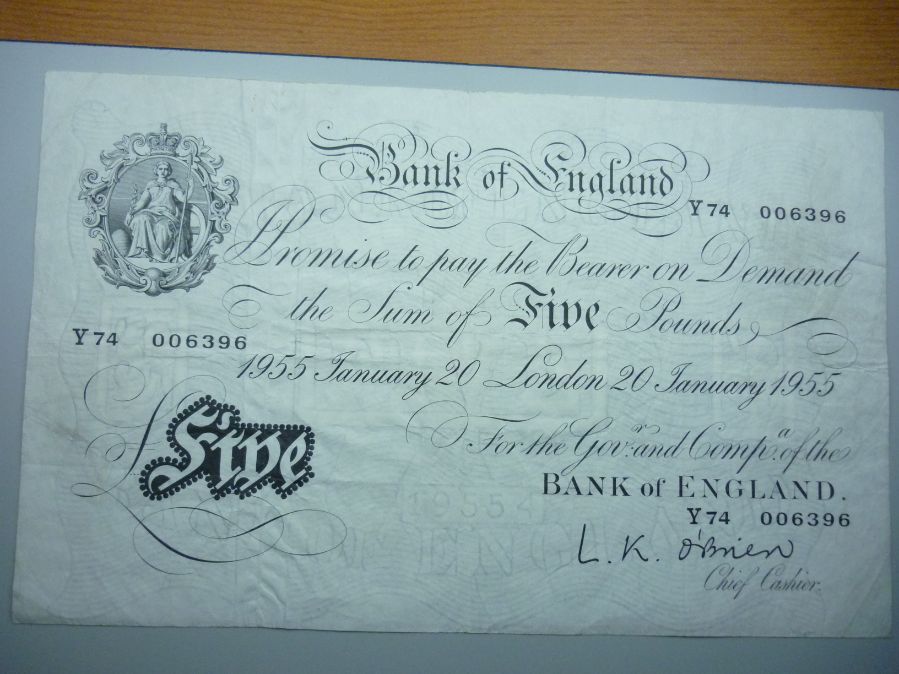 Bank of England
Y74 006396
I Promise to pay the Bearer on Demand
the Sum of Five Pounds
Y74 006396
1955 January 20 London 20 January 1955
For the Govr. and Compa. of the
BANK of ENGLAND.
£Five
Y74 006396
L. K. O'Brien
Chief Cashier.